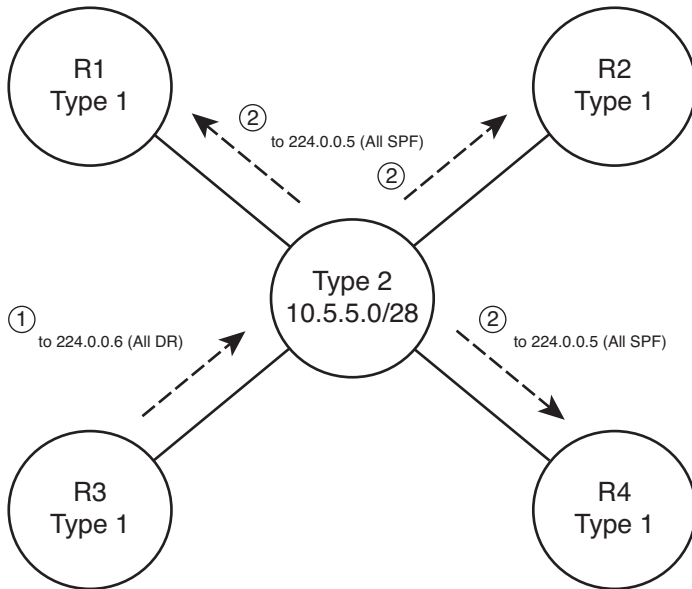 R1
Type 1
R2
Type 1
②
to 224.0.0.5 (All SPF)
②
Type 2
10.5.5.0/28
①
to 224.0.0.6 (All DR)
②
to 224.0.0.5 (All SPF)
R3
Type 1
R4
Type 1